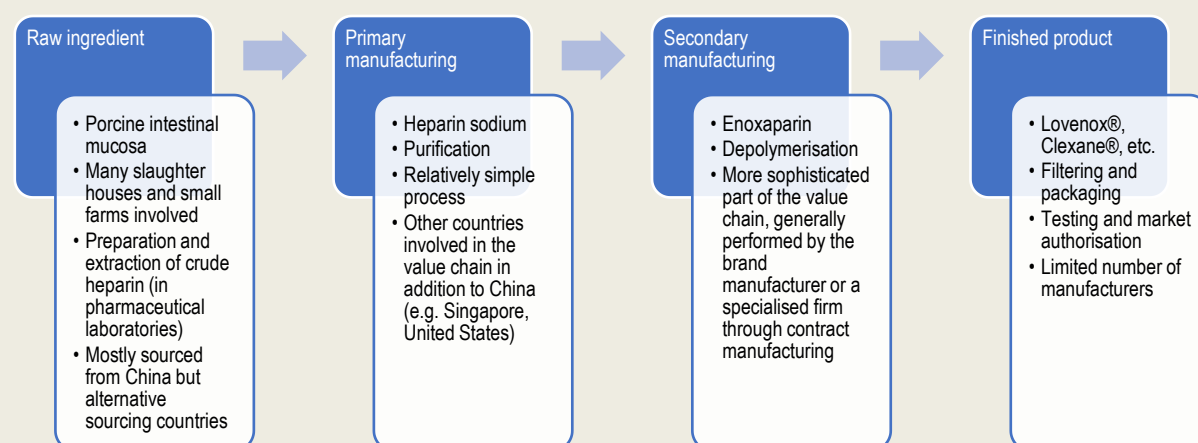 Raw ingredient
• Porcine intestinal
mucosa
• Many slaughter
houses and small
farms involved
• Preparation and
extraction of crude
heparin (in
pharmaceutical
laboratories)
• Mostly sourced
from China but
alternative
sourcing countries
Primary
manufacturing
• Heparin sodium
• Purification
• Relatively simple
process
• Other countries
involved in the
value chain in
addition to China
(e.g. Singapore,
United States)
Secondary
manufacturing
• Enoxaparin
• Depolymerisation
• More sophisticated
part of the value
chain, generally
performed by the
brand
manufacturer or a
specialised firm
through contract
manufacturing
Finished product
• Lovenox®,
Clexane®, etc.
• Filtering and
packaging
• Testing and market
authorisation
• Limited number of
manufacturers